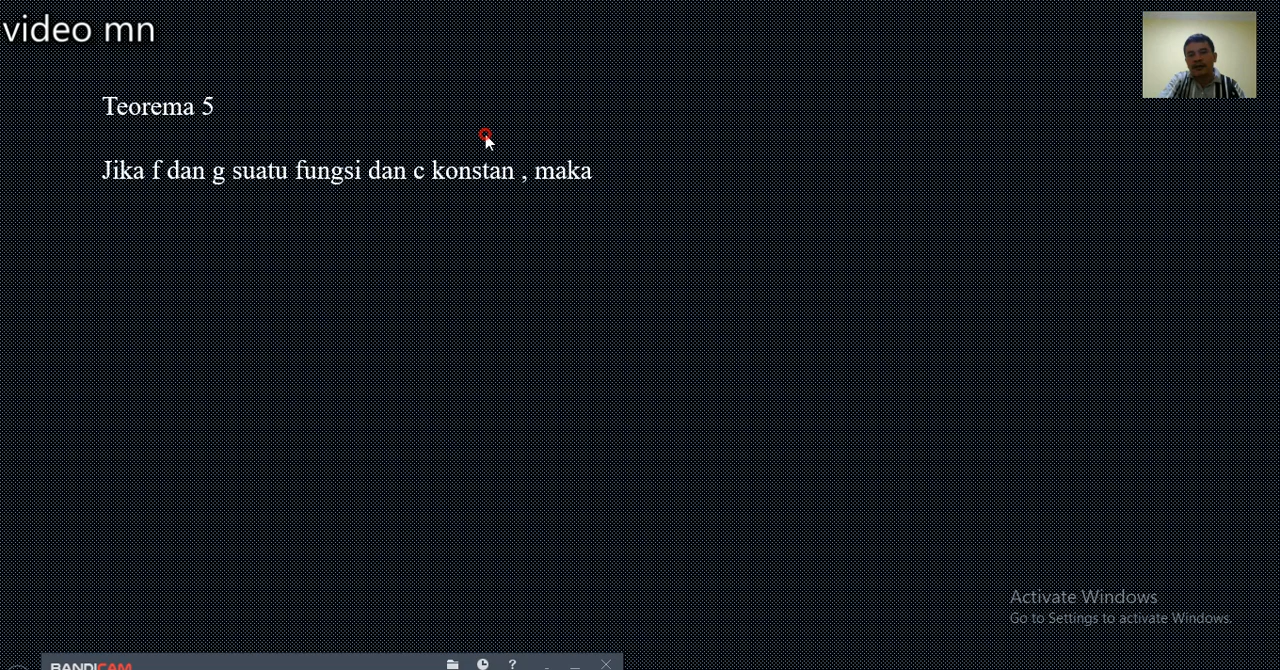 video mn
Teorema 5
Jika f dan g suatu fungsi dan c konstan , maka
Activate Windows
Go to Settings to activate Windows.
BANDICAM